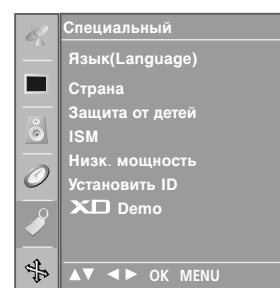 Специальный
Язык(Language)
Страна
Защита от детей
ISM
Низк. мощность
Установить ID
XD Demo
▲▼ ◄► OK MENU